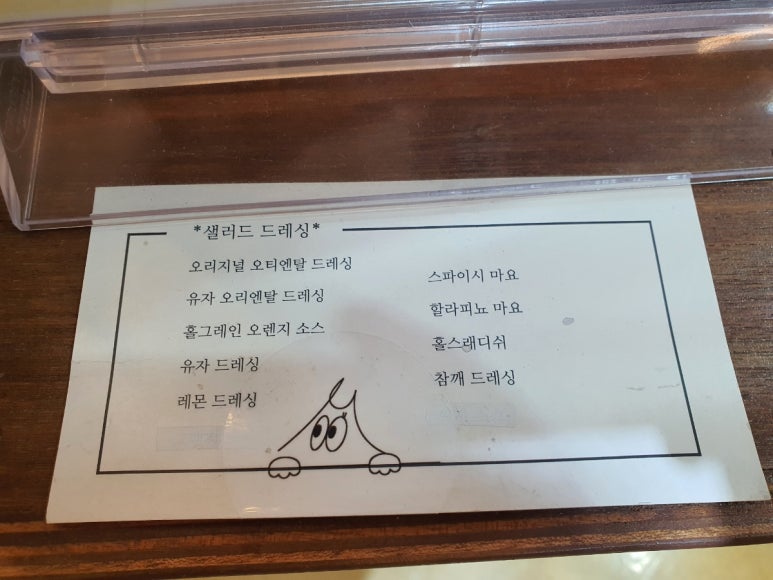 *샐러드 드레싱*
오리지널 오티엔탈 드레싱
유자 오리엔탈 드레싱
홀그레인 오렌지 소스
유자 드레싱
레몬 드레싱
스파이시 마요
할라피뇨 마요
홀스래디쉬
참깨 드레싱